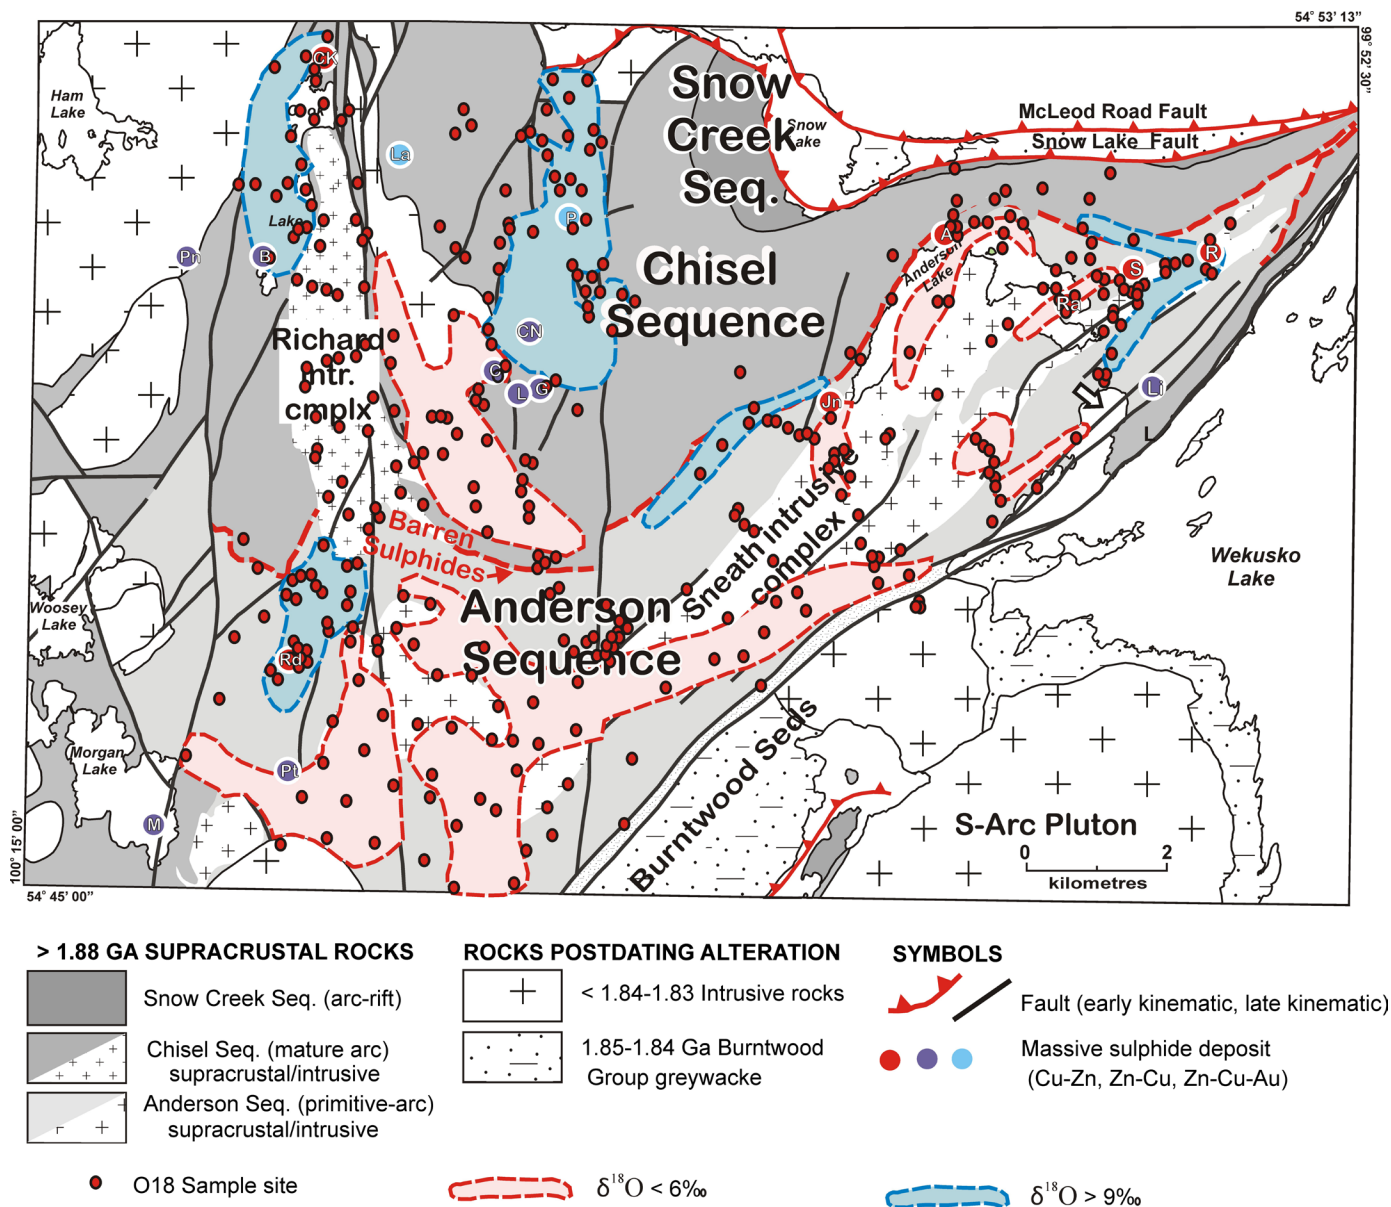 54° 53' 13"
99° 52' 30"
Ham
Lake
CK
Cook
Lake
La
Snow
Creek
Seq.
Snow
Lake
McLeod Road Fault
Snow Lake Fault
P
Pn
B
A
Anderson
Lake
R
S
Ra
Chisel
Sequence
CN
Richard
intr.
cmplx
C
L
G
Jn
Li
L
Barren
Sulphides
Sneath intrusive
complex
Anderson
Sequence
Wekusko
Lake
Woosey
Lake
Rd
Morgan
Lake
Pt
M
Burntwood Seds
S-Arc Pluton
0 2
kilometres
100° 15' 00"
54° 45 00"
> 1.88 GA SUPRACRUSTAL ROCKS
Snow Creek Seq. (arc-rift)
Chisel Seq. (mature arc)
supracrustal/intrusive
Anderson Seq. (primitive-arc)
supracrustal/intrusive
O18 Sample site
ROCKS POSTDATING ALTERATION
< 1.84-1.83 Intrusive rocks
1.85-1.84 Ga Burntwood
Group greywacke
δ18O < 6‰
SYMBOLS
Fault (early kinematic, late kinematic)
Massive sulphide deposit
(Cu-Zn, Zn-Cu, Zn-Cu-Au)
δ18O > 9‰